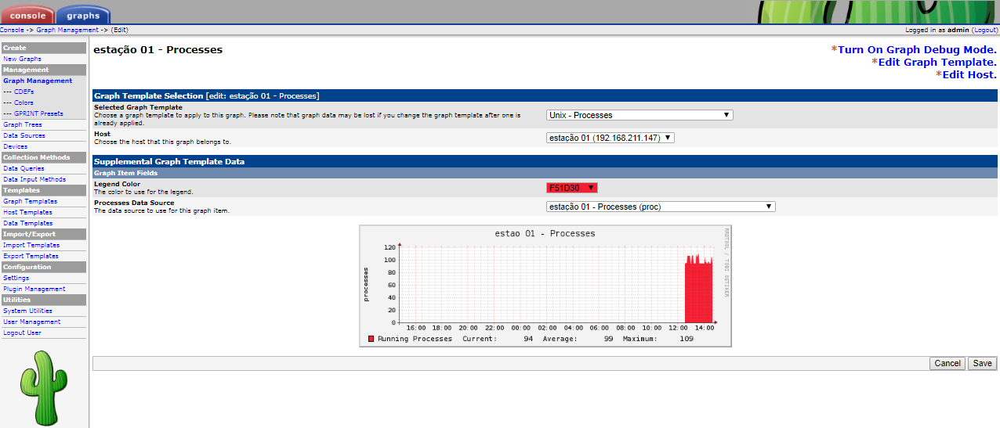 console graphs
Console -> Graph Management -> (Edit)
Logged in as admin (Logout)
Create
New Graphs
Management
Graph Management
--- CDEFs
--- Colors
--- GPRINT Presets
Graph Trees
Data Sources
Devices
Collection Methods
Data Queries
Data Input Methods
Templates
Graph Templates
Host Templates
Data Templates
Import/Export
Import Templates
Export Templates
Configuration
Settings
Plugin Management
Utilities
System Utilities
User Management
Logout User
estação 01 - Processes
*Turn On Graph Debug Mode.
*Edit Graph Template.
*Edit Host.
Graph Template Selection [edit: estação 01 - Processes]
Selected Graph Template
Choose a graph template to apply to this graph. Please note that graph data may be lost if you change the graph template after one is
already applied.
Unix - Processes
Host
Choose the host that this graph belongs to.
estação 01 (192.168.211.147)
Supplemental Graph Template Data
Graph Item Fields
Legend Color
The color to use for the legend.
F51D30
Processes Data Source
The data source to use for this graph item.
estação 01 - Processes (proc)
estao 01 - Processes
RRDTOOL / TOBI OETIKER
processes
120
100
80
60
40
20
0
16:00 18:00 20:00 22:00 00:00 02:00 04:00 06:00 08:00 10:00 12:00 14:00
Running Processes Current: 94 Average: 99 Maximum: 109
Cancel Save